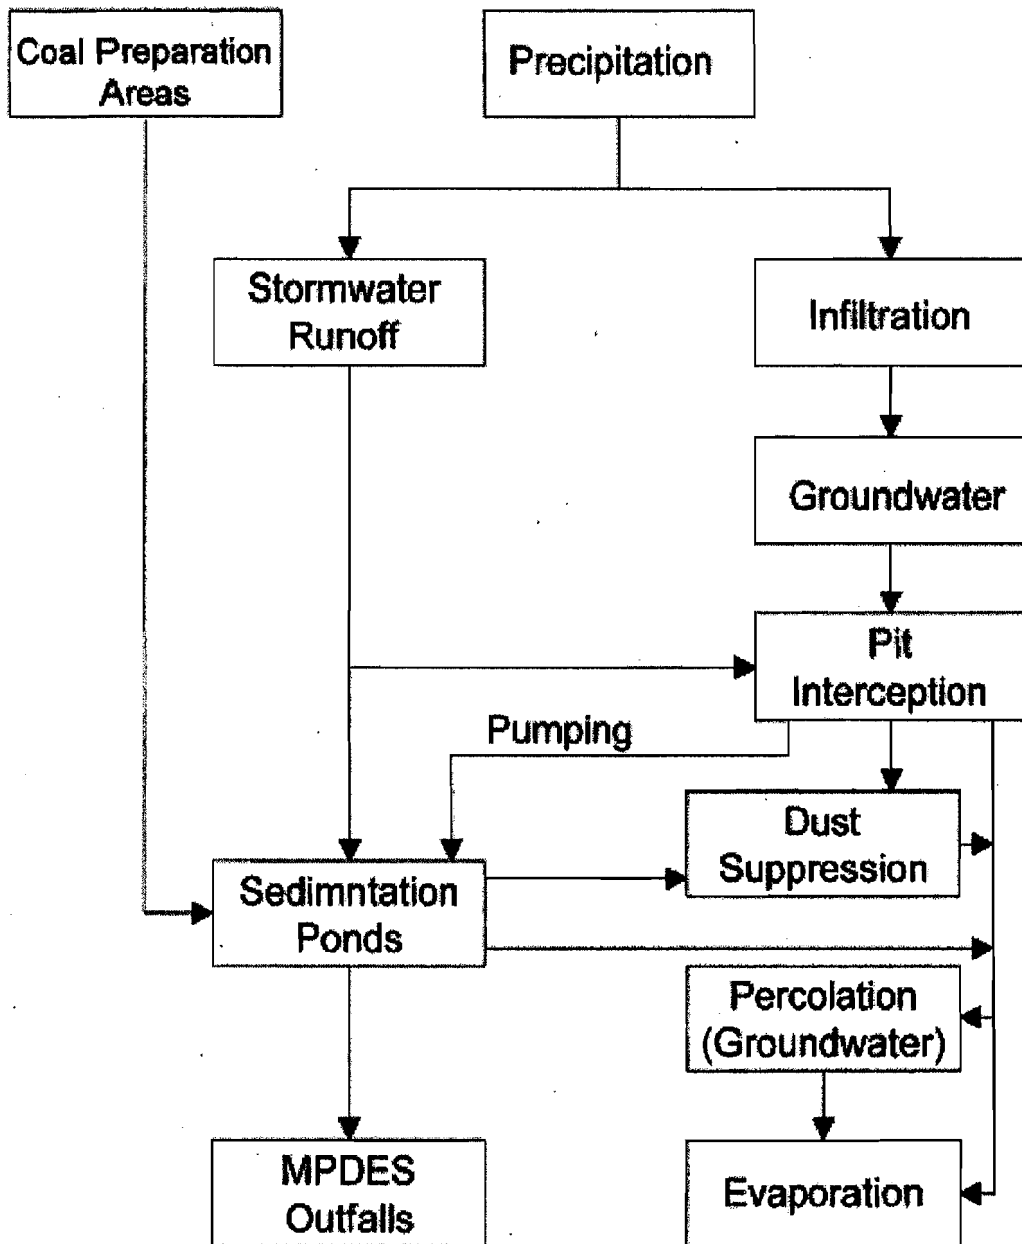 Coal Preparation
Areas
Precipitation
Stormwater
Runoff
Infiltration
Groundwater
Pit
Interception
Pumping
Dust
Suppression
Sedimntation
Ponds
Percolation
(Groundwater)
MPDES
Outfalls
Evaporation